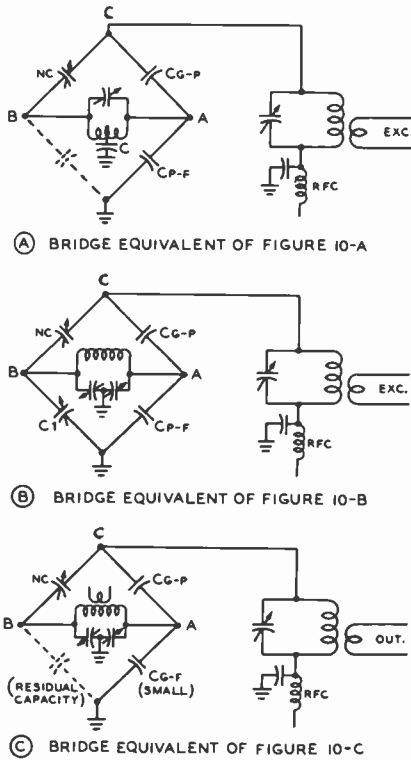 C
NC
CG-P
B
A
C
CP-F
EXC.
RFC
A BRIDGE EQUIVALENT OF FIGURE 10-A
C
NC
CG-P
B
A
C1
CP-F
EXC.
RFC
B BRIDGE EQUIVALENT OF FIGURE 10-B
C
NC
CG-P
B
A
(RESIDUAL CAPACITY)
CG-F
(SMALL)
OUT.
RFC
C BRIDGE EQUIVALENT OF FIGURE 10-C